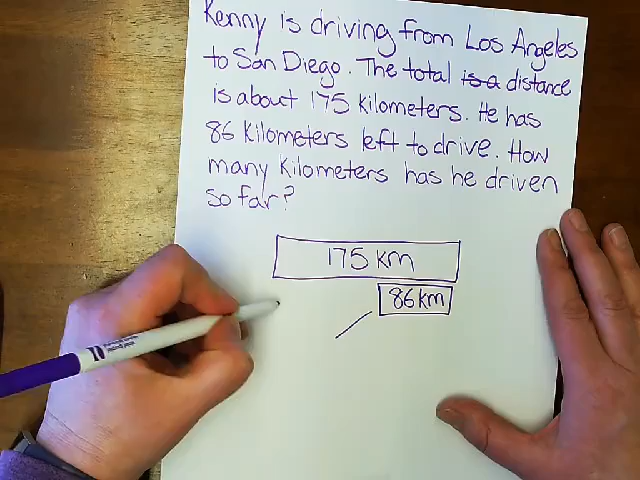 Kenny is driving from Los Angeles
to San Diego. The total is a distance
is about 175 kilometers. He has
86 kilometers left to drive. How
many kilometers has he driven
so far?
175 km
86 km